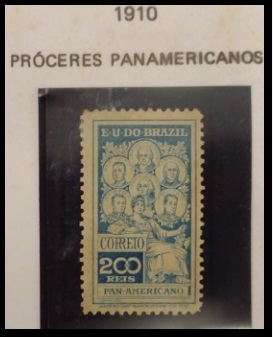 1910
PRÓCERES PANAMERICANOS
E·U·DO·BRAZIL
CORREIO
200
REIS
PAN-AMERICANO